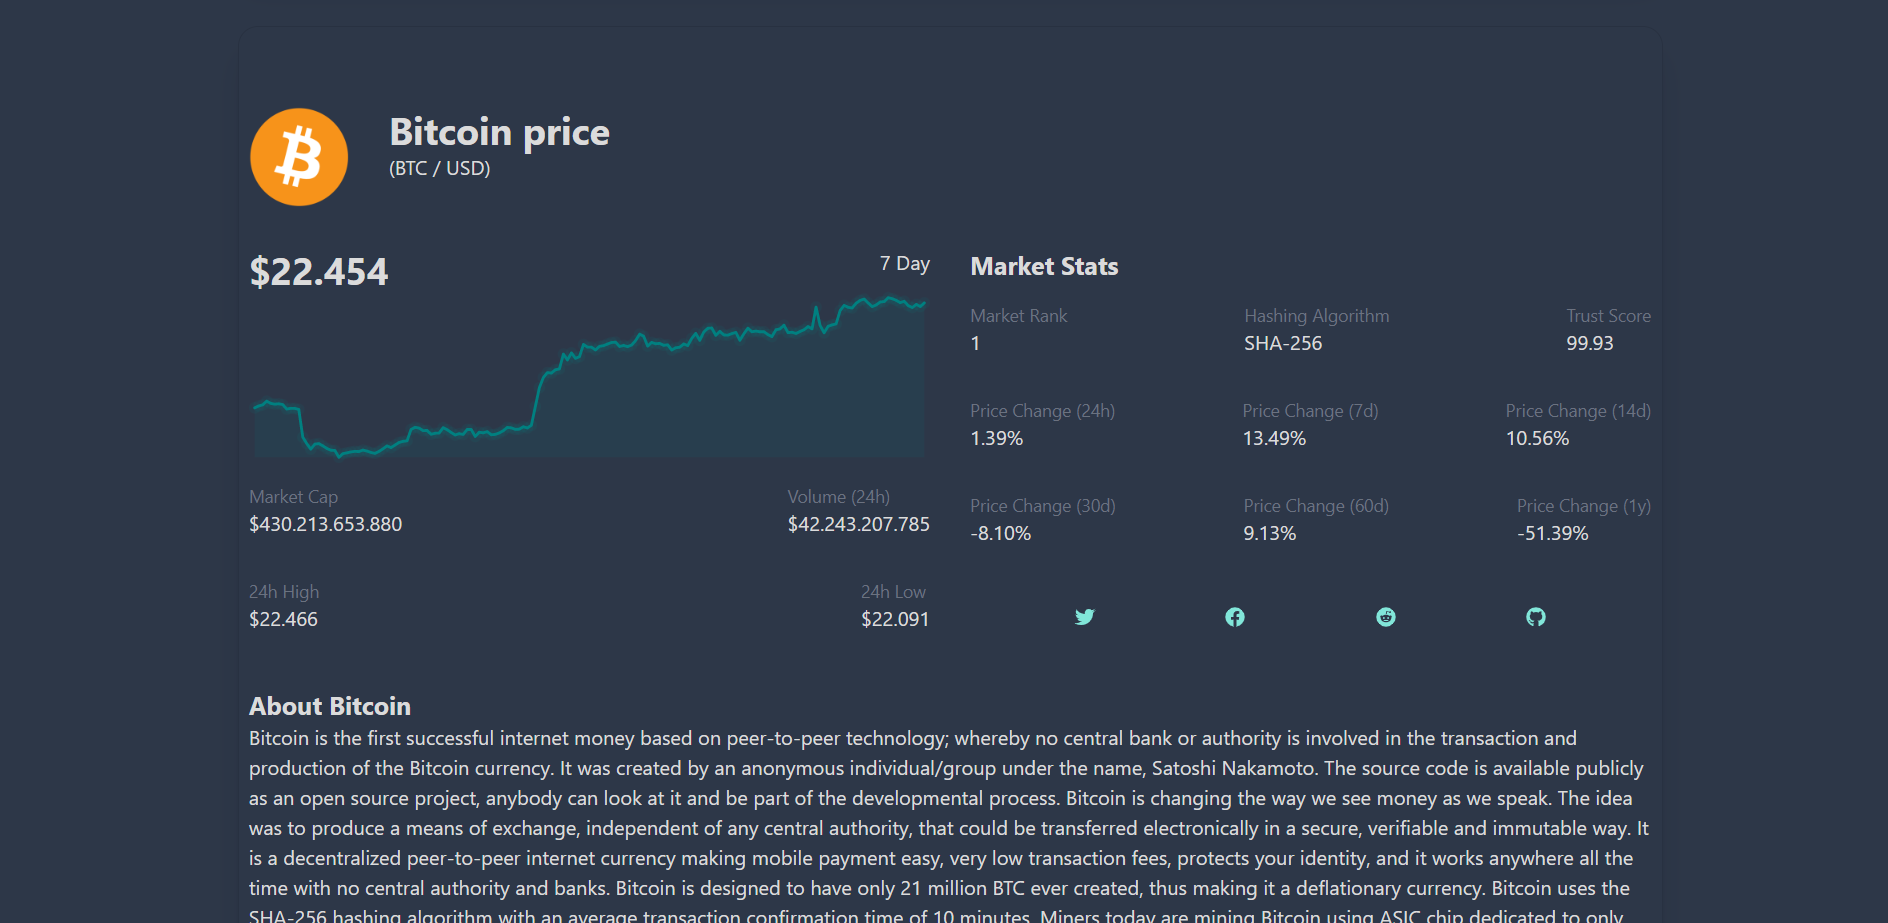 Bitcoin price
(BTC / USD)
$22.454
7 Day
Market Cap
$430.213.653.880
Volume (24h)
$42.243.207.785
24h High
$22.466
24h Low
$22.091
Market Stats
Market Rank
1
Hashing Algorithm
SHA-256
Trust Score
99.93
Price Change (24h)
1.39%
Price Change (7d)
13.49%
Price Change (14d)
10.56%
Price Change (30d)
-8.10%
Price Change (60d)
9.13%
Price Change (1y)
-51.39%
About Bitcoin
Bitcoin is the first successful internet money based on peer-to-peer technology; whereby no central bank or authority is involved in the transaction and
production of the Bitcoin currency. It was created by an anonymous individual/group under the name, Satoshi Nakamoto. The source code is available publicly
as an open source project, anybody can look at it and be part of the developmental process. Bitcoin is changing the way we see money as we speak. The idea
was to produce a means of exchange, independent of any central authority, that could be transferred electronically in a secure, verifiable and immutable way. It
is a decentralized peer-to-peer internet currency making mobile payment easy, very low transaction fees, protects your identity, and it works anywhere all the
time with no central authority and banks. Bitcoin is designed to have only 21 million BTC ever created, thus making it a deflationary currency. Bitcoin uses the
SHA-256 hashing algorithm with an average transaction confirmation time of 10 minutes. Miners today are mining Bitcoin using ASIC chip dedicated to only